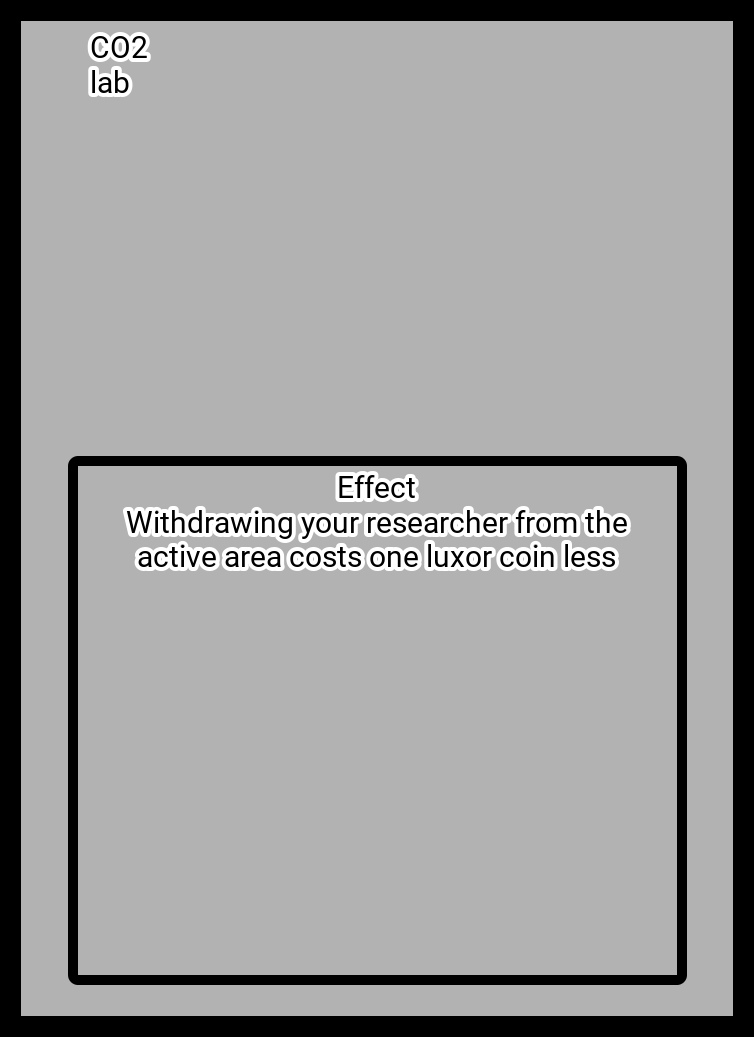 CO2
lab
Effect
Withdrawing your researcher from the
active area costs one luxor coin less